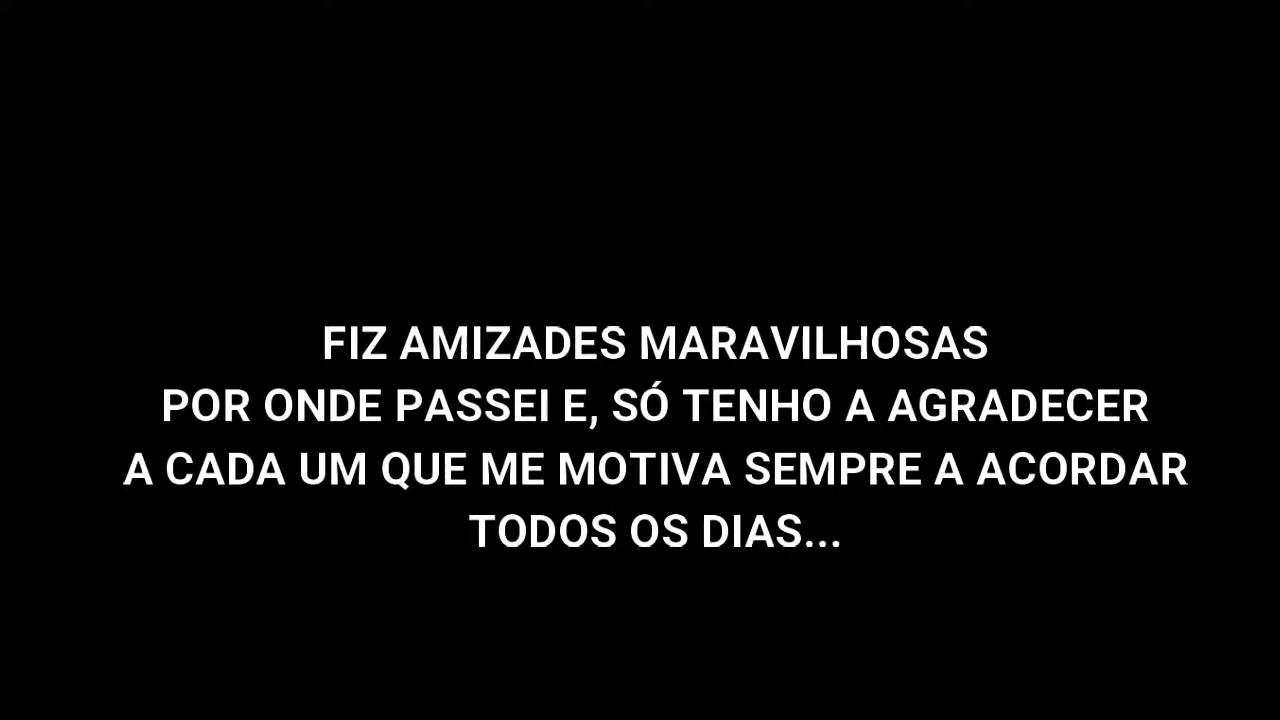 FIZ AMIZADES MARAVILHOSAS
POR ONDE PASSEI E, SÓ TENHO A AGRADECER
A CADA UM QUE ME MOTIVA SEMPRE A ACORDAR
TODOS OS DIAS...